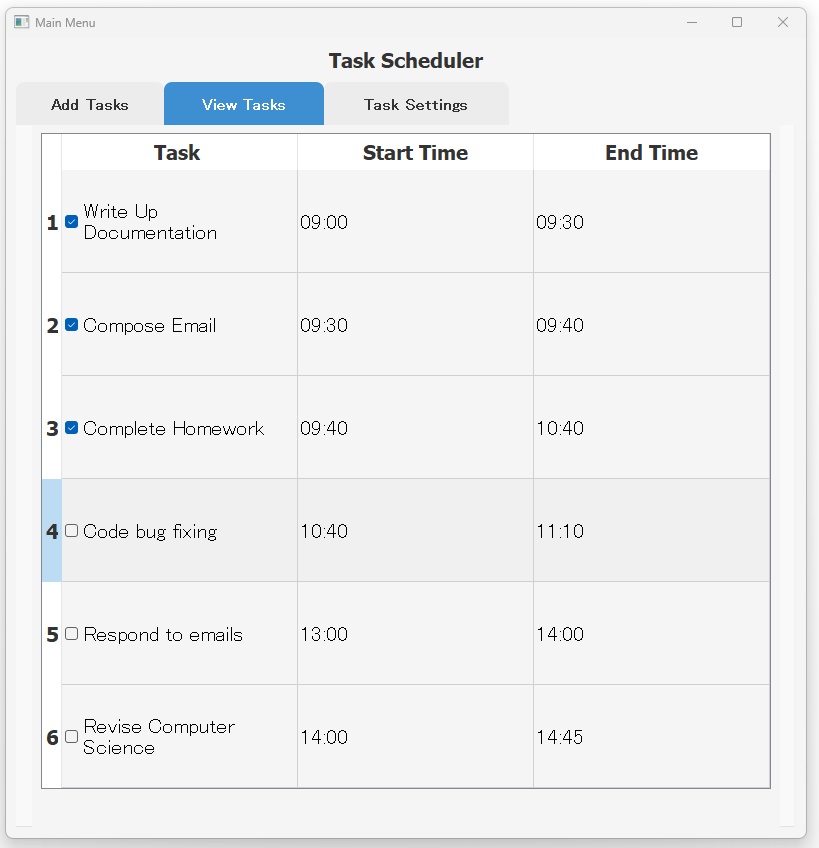 Main Menu
Task Scheduler
Add Tasks View Tasks Task Settings
Task Start Time End Time
1 Write Up
Documentation 09:00 09:30
2 Compose Email 09:30 09:40
3 Complete Homework 09:40 10:40
4 Code bug fixing 10:40 11:10
5 Respond to emails 13:00 14:00
6 Revise Computer
Science 14:00 14:45